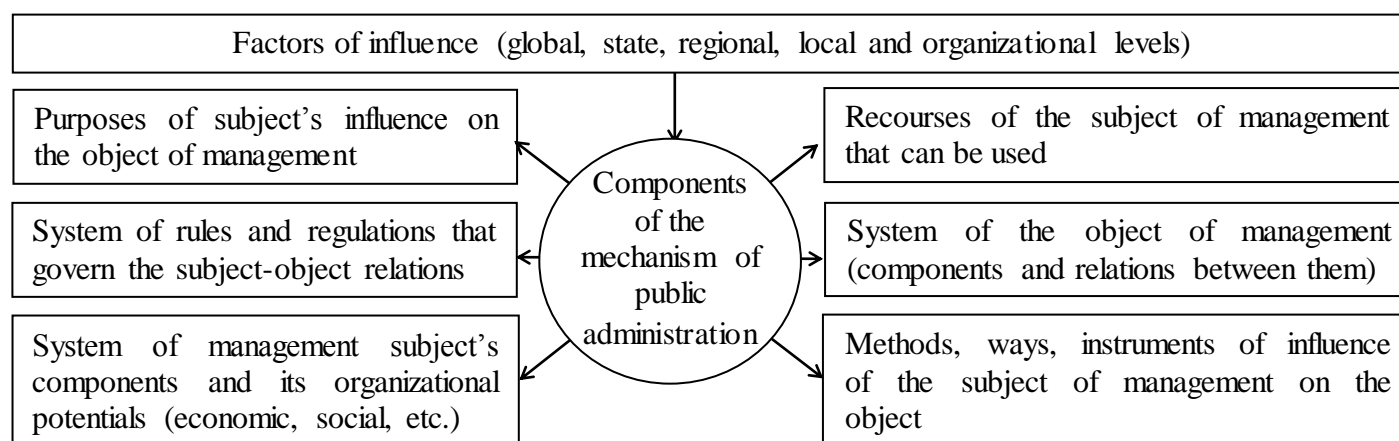 Factors of influence (global, state, regional, local and organizational levels)
Purposes of subject's influence on
the object of management
System of rules and regulations that
govern the subject-object relations
System of management subject's
components and its organizational
potentials (economic, social, etc.)
Components
of the
mechanism of
public
administration
Recourses of the subject of management
that can be used
System of the object of management
(components and relations between them)
Methods, ways, instruments of influence
of the subject of management on the
object